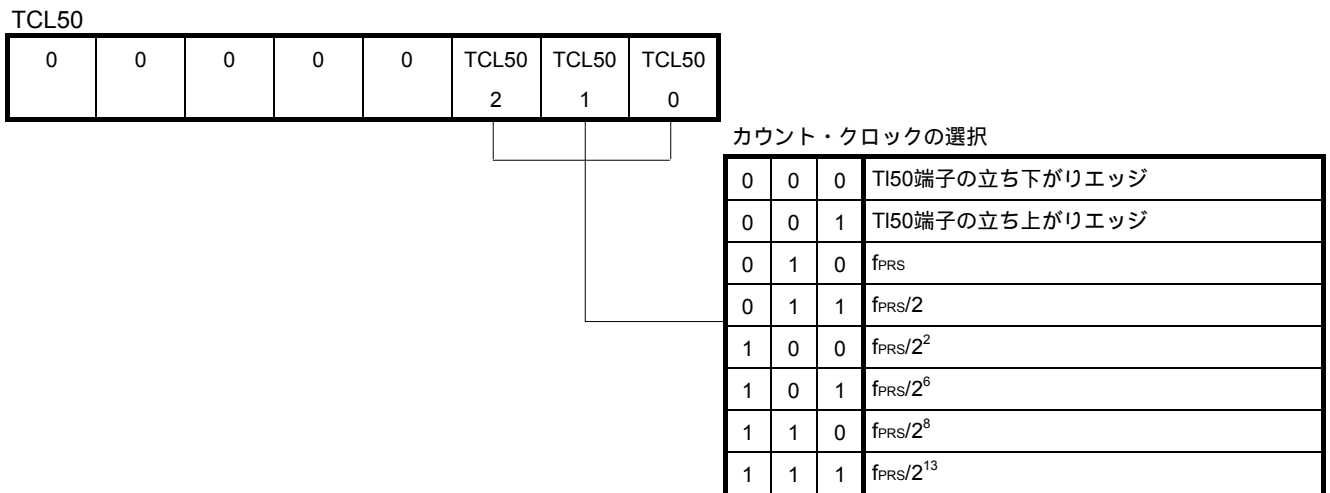 TCL50
0 0 0 0 0 TCL50 TCL50 TCL50
2 1 0
カウント・クロックの選択
0 0 0 TI50端子の立ち下がりエッジ
0 0 1 TI50端子の立ち上がりエッジ
0 1 0 fPRS
0 1 1 fPRS/2
1 0 0 fPRS/2²
1 0 1 fPRS/2⁶
1 1 0 fPRS/2⁸
1 1 1 fPRS/2¹³